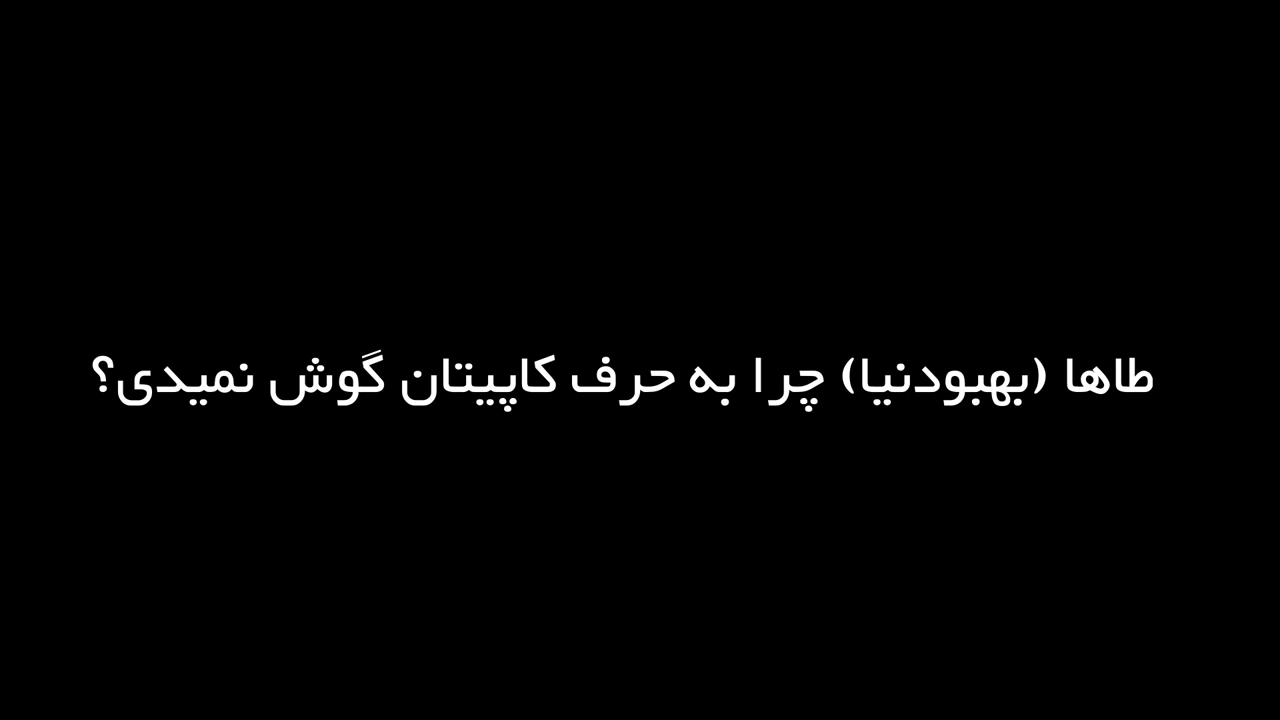 طاها (بهبودنیا) چرا به حرف کاپیتان گوش نمیدی؟